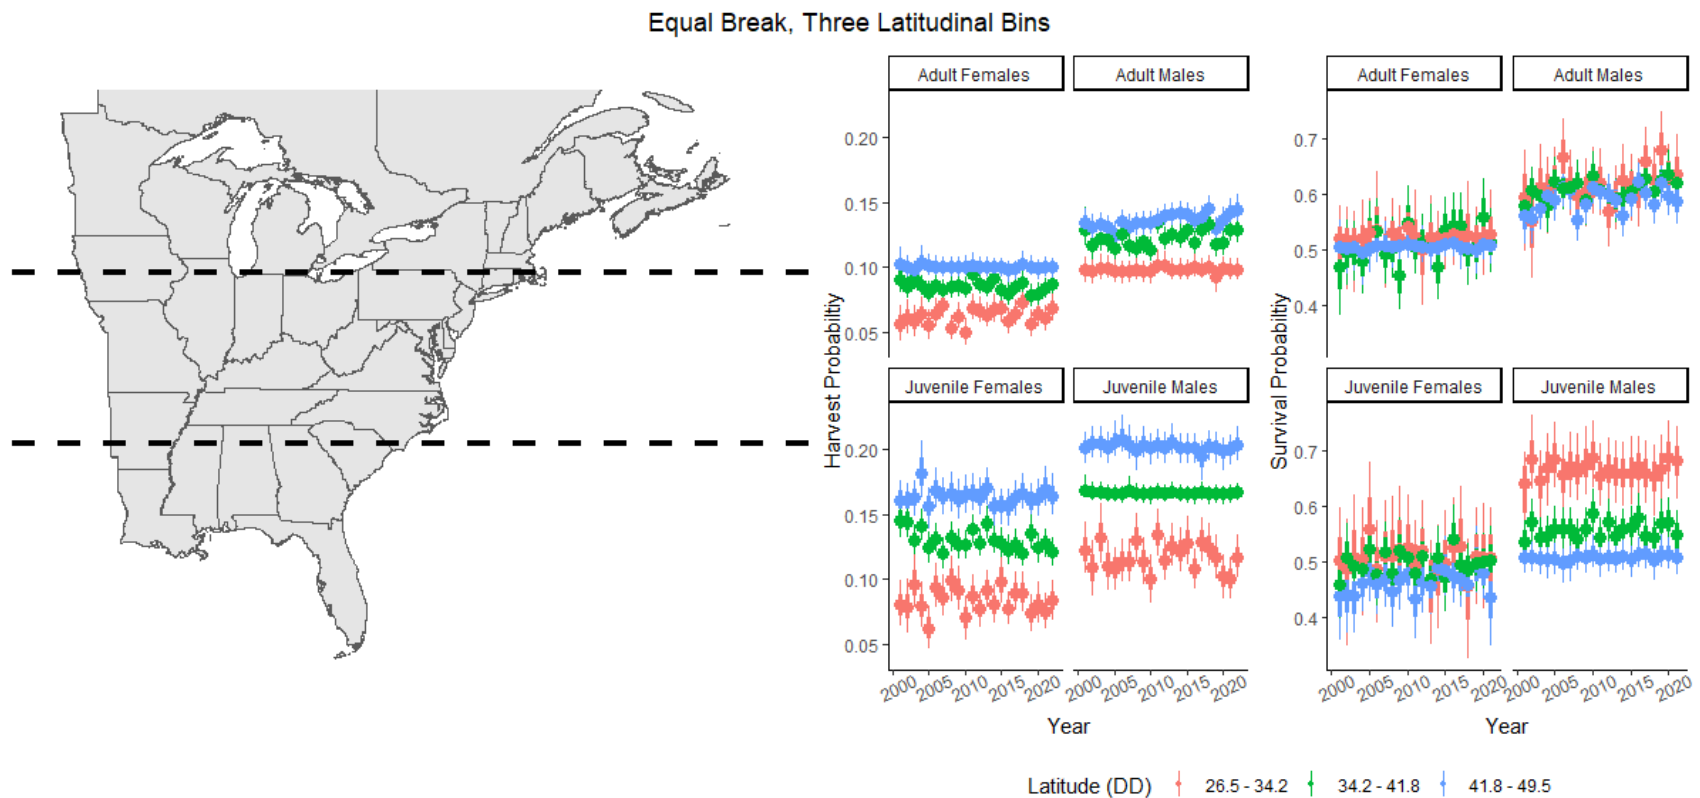 Equal Break, Three Latitudinal Bins
Adult Females
Adult Males
Adult Females
Adult Males
0.20
0.15
0.10
0.05
0.7
0.6
0.5
0.4
Harvest Probabiltiy
Survival Probabiltiy
Juvenile Females
Juvenile Males
Juvenile Females
Juvenile Males
0.20
0.15
0.10
0.05
0.7
0.6
0.5
0.4
2000 2005 2010 2015 2020 2000 2005 2010 2015 2020
2000 2005 2010 2015 2020 2000 2005 2010 2015 2020
Year
Year
Latitude (DD) 26.5 - 34.2 34.2 - 41.8 41.8 - 49.5